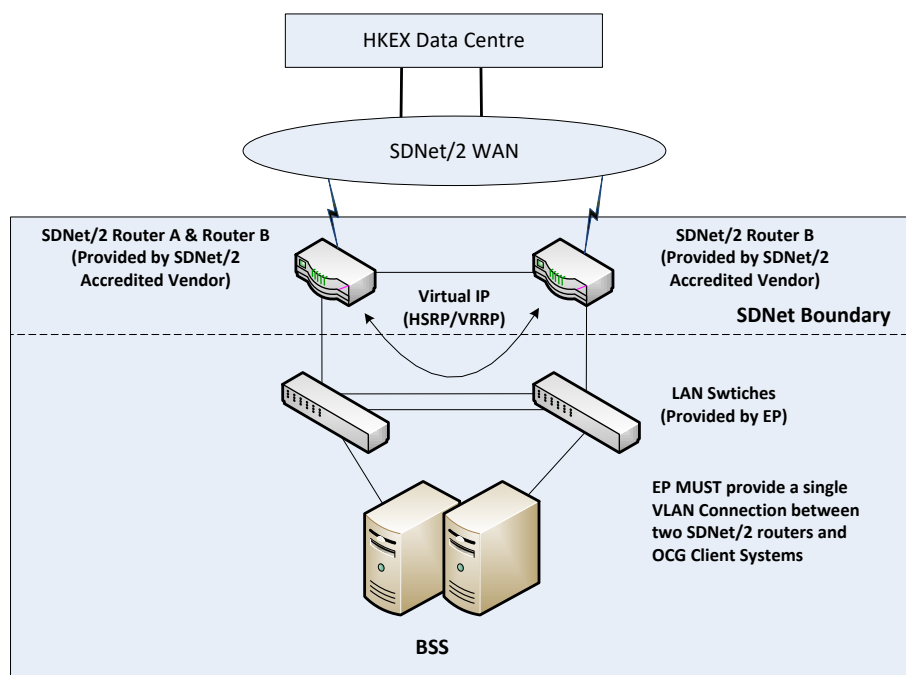 HKEX Data Centre
SDNet/2 WAN
SDNet/2 Router A & Router B
(Provided by SDNet/2
Accredited Vendor)
SDNet/2 Router B
(Provided by SDNet/2
Accredited Vendor)
Virtual IP
(HSRP/VRRP)
SDNet Boundary
LAN Swtiches
(Provided by EP)
EP MUST provide a single
VLAN Connection between
two SDNet/2 routers and
OCG Client Systems
BSS